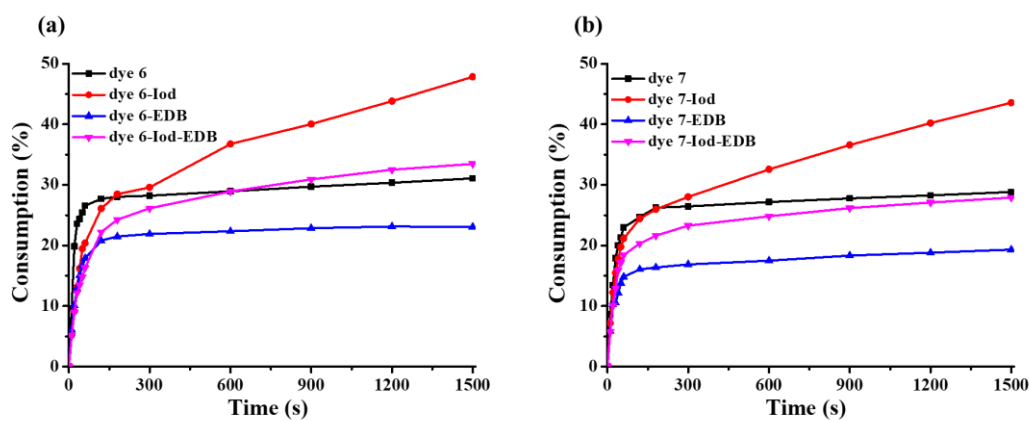 (a)
50
40
30
20
10
0
Consumption (%)
dye 6
dye 6-Iod
dye 6-EDB
dye 6-Iod-EDB
0 300 600 900 1200 1500
Time (s)
(b)
50
40
30
20
10
0
Consumption (%)
dye 7
dye 7-Iod
dye 7-EDB
dye 7-Iod-EDB
0 300 600 900 1200 1500
Time (s)